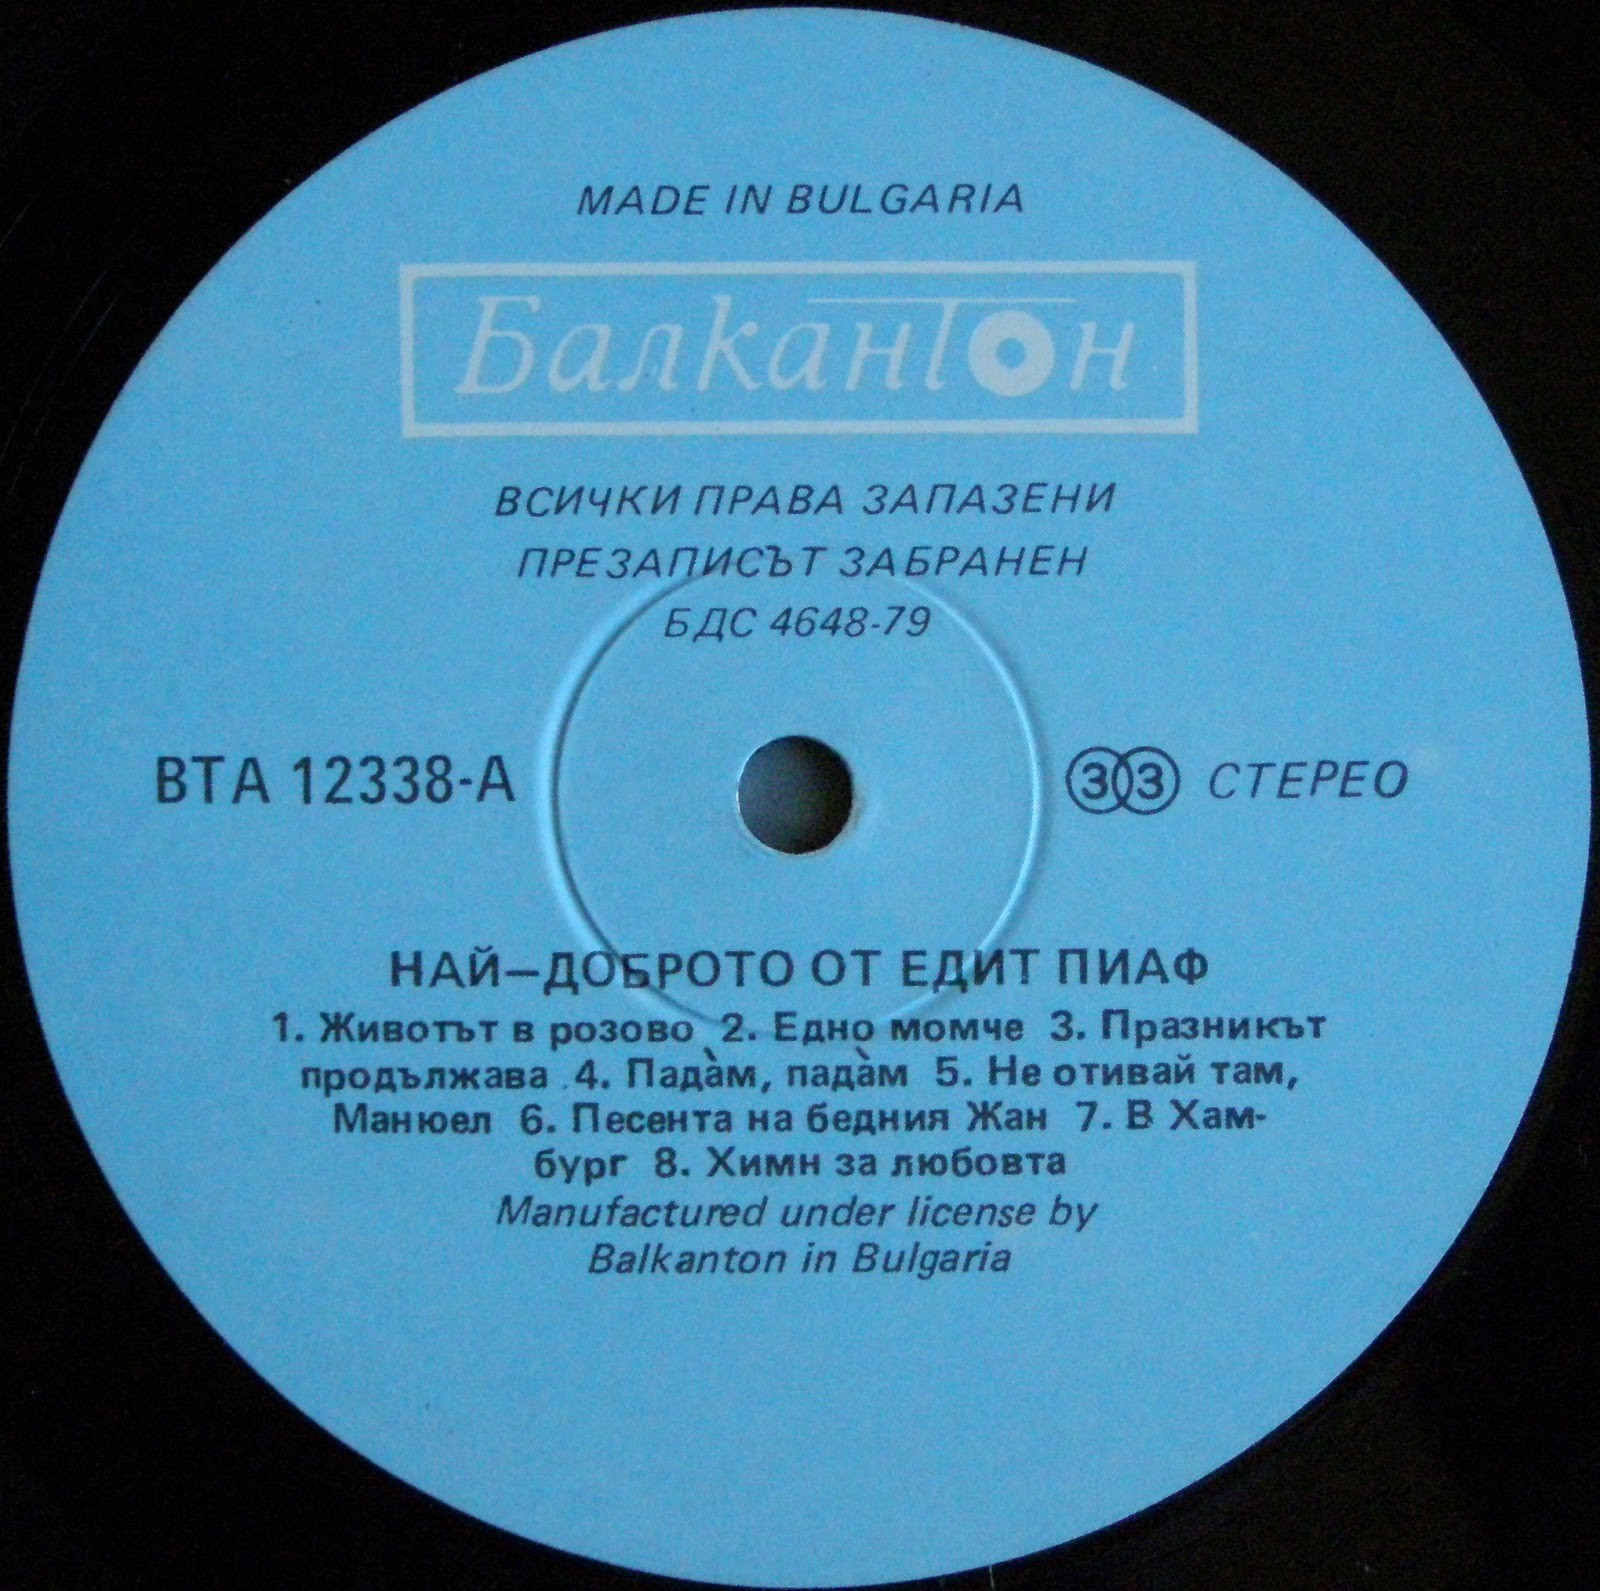 MADE IN BULGARIA
Балкантон
ВСИЧКИ ПРАВА ЗАПАЗЕНИ
ПРЕЗАПИСЪТ ЗАБРАНЕН
БДС 4648-79
ВТА 12338-А
33 СТЕРЕО
НАЙ—ДОБРОТО ОТ ЕДИТ ПИАФ
1. Животът в розово 2. Едно момче 3. Празникът
продължава 4. Пада̀м, пада̀м 5. Не отивай там,
Манюел 6. Песента на бедния Жан 7. В Хам-
бург 8. Химн за любовта
Manufactured under license by
Balkanton in Bulgaria